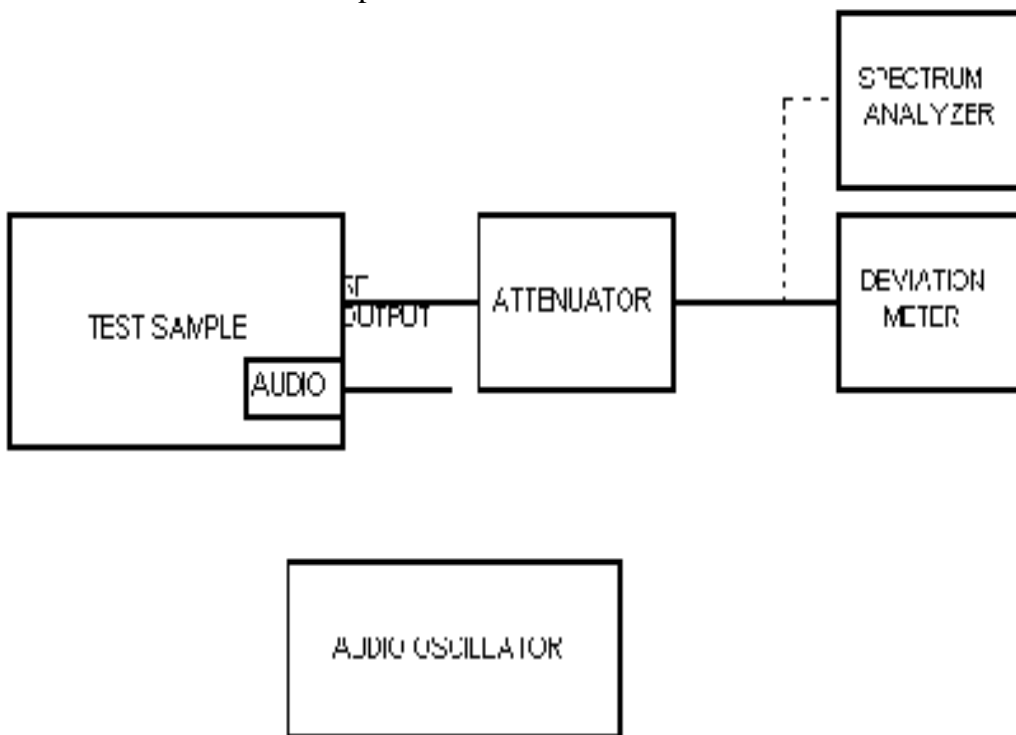 SPECTRUM
ANALYZER
OUTPUT
TEST SAMPLE
AUDIO
ATTENUATOR
DEVIATION
METER
AUDIO OSCILLATOR